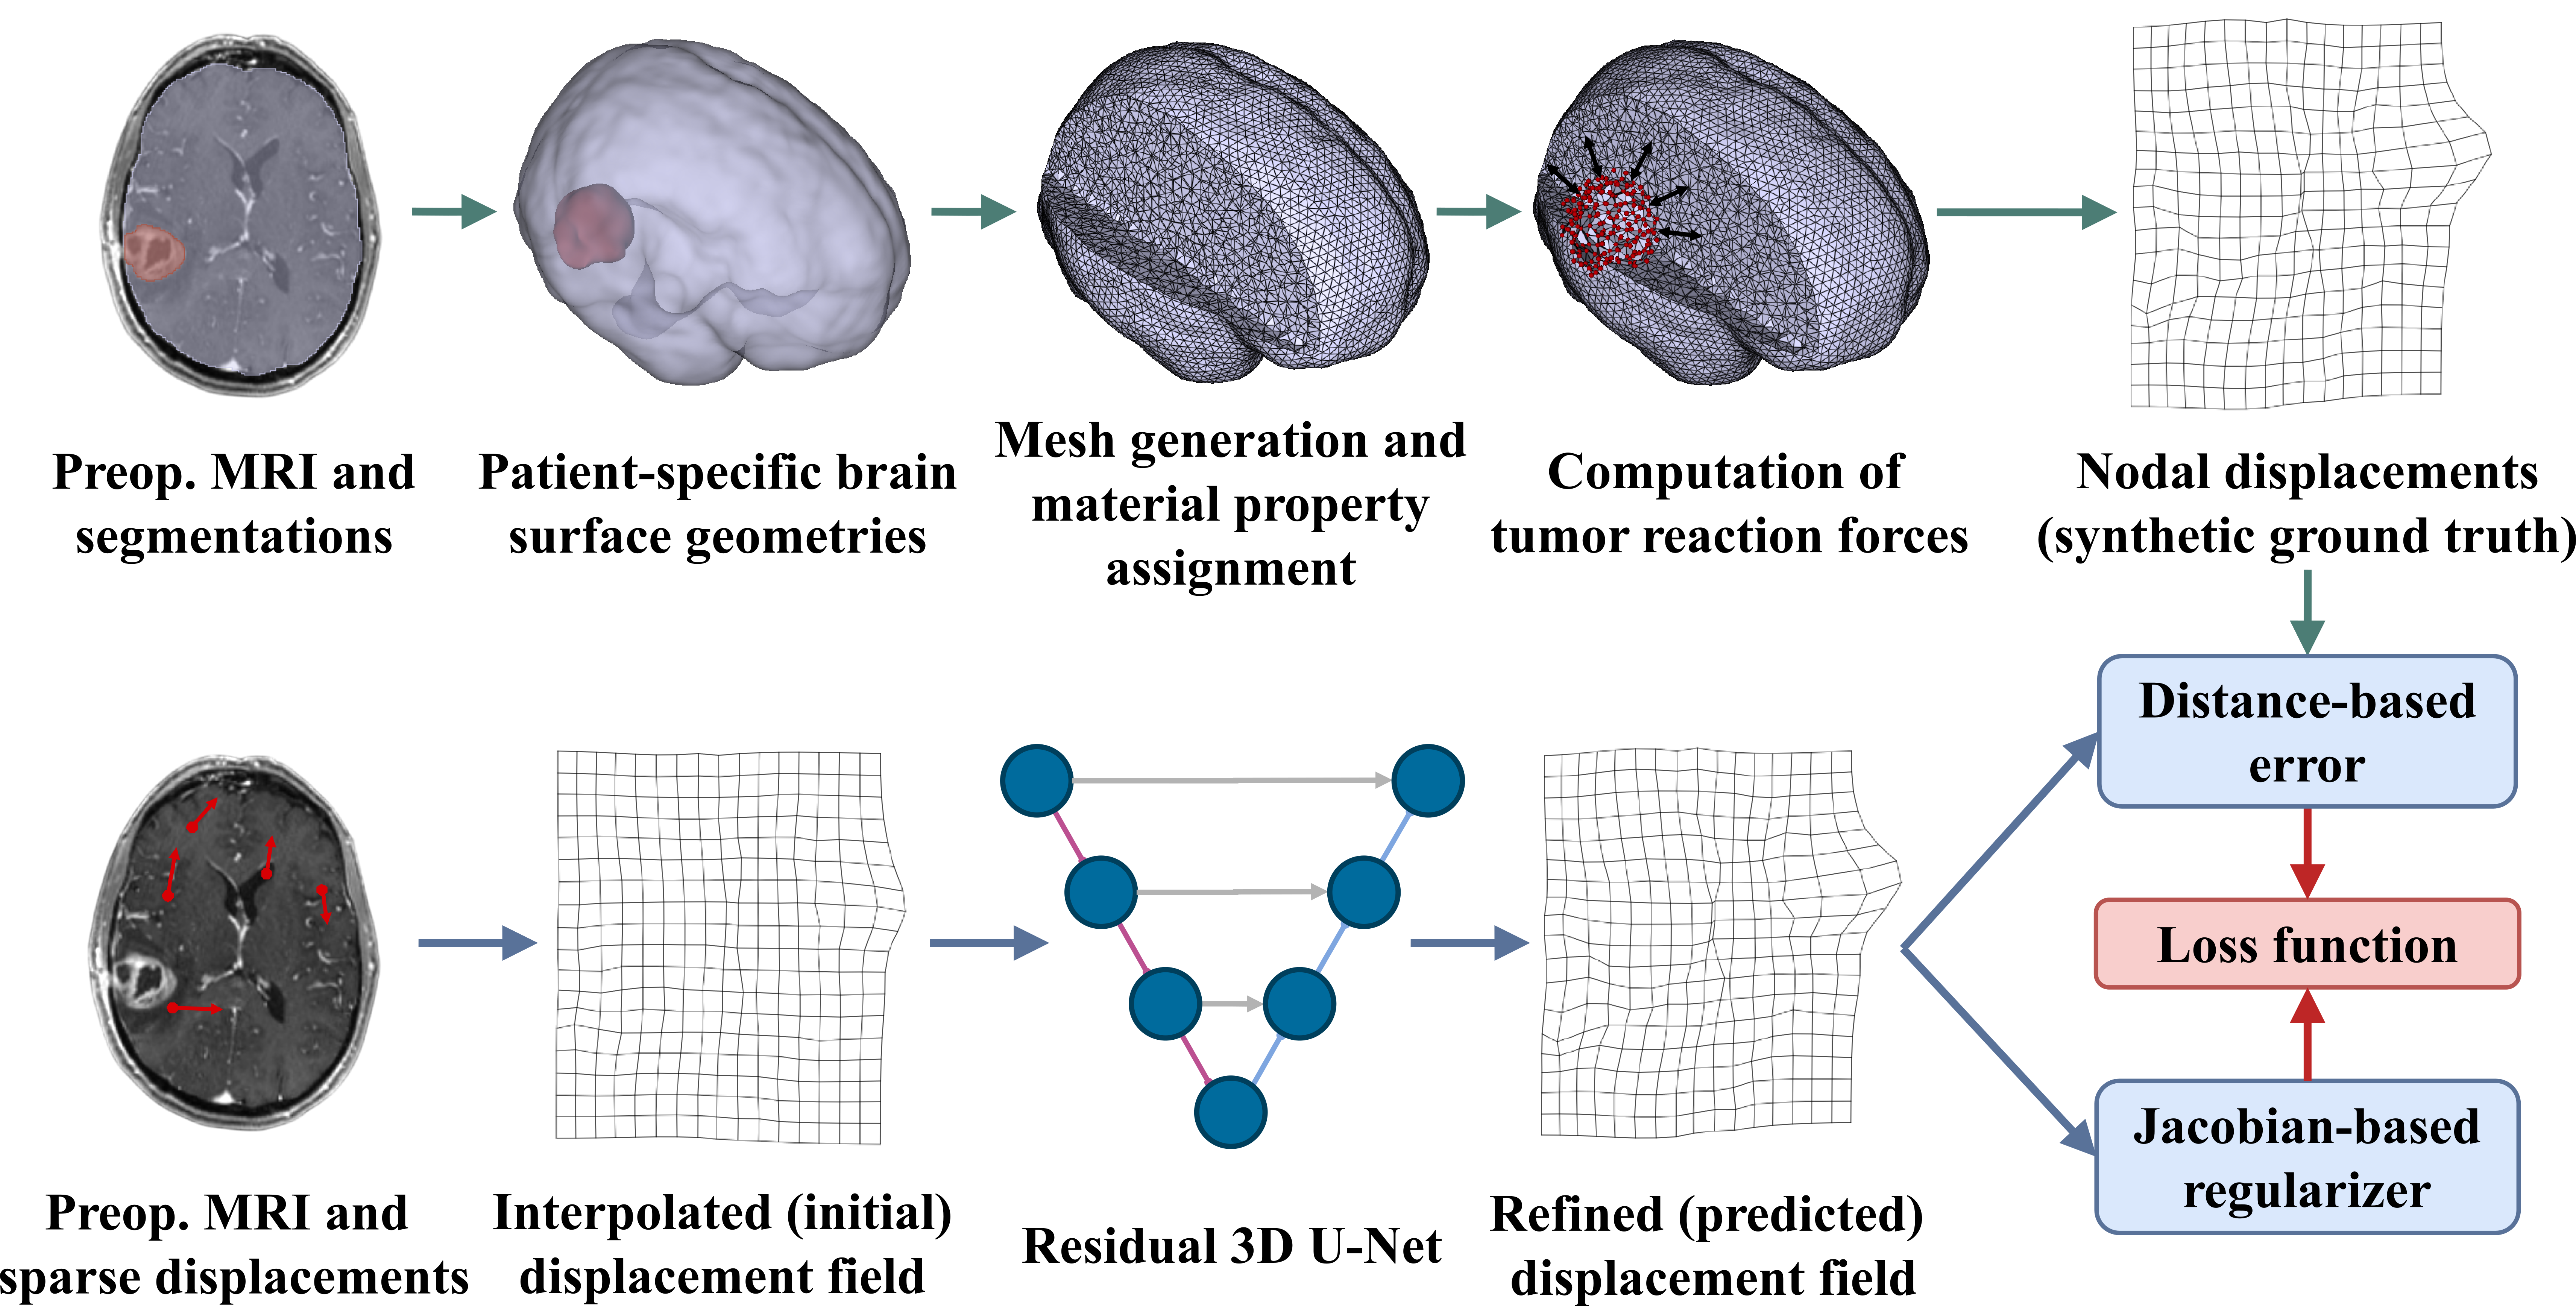 Preop. MRI and
segmentations
Patient-specific brain
surface geometries
Mesh generation and
material property
assignment
Computation of
tumor reaction forces
Nodal displacements
(synthetic ground truth)
Distance-based
error
Loss function
Jacobian-based
regularizer
Preop. MRI and
sparse displacements
Interpolated (initial)
displacement field
Residual 3D U-Net
Refined (predicted)
displacement field